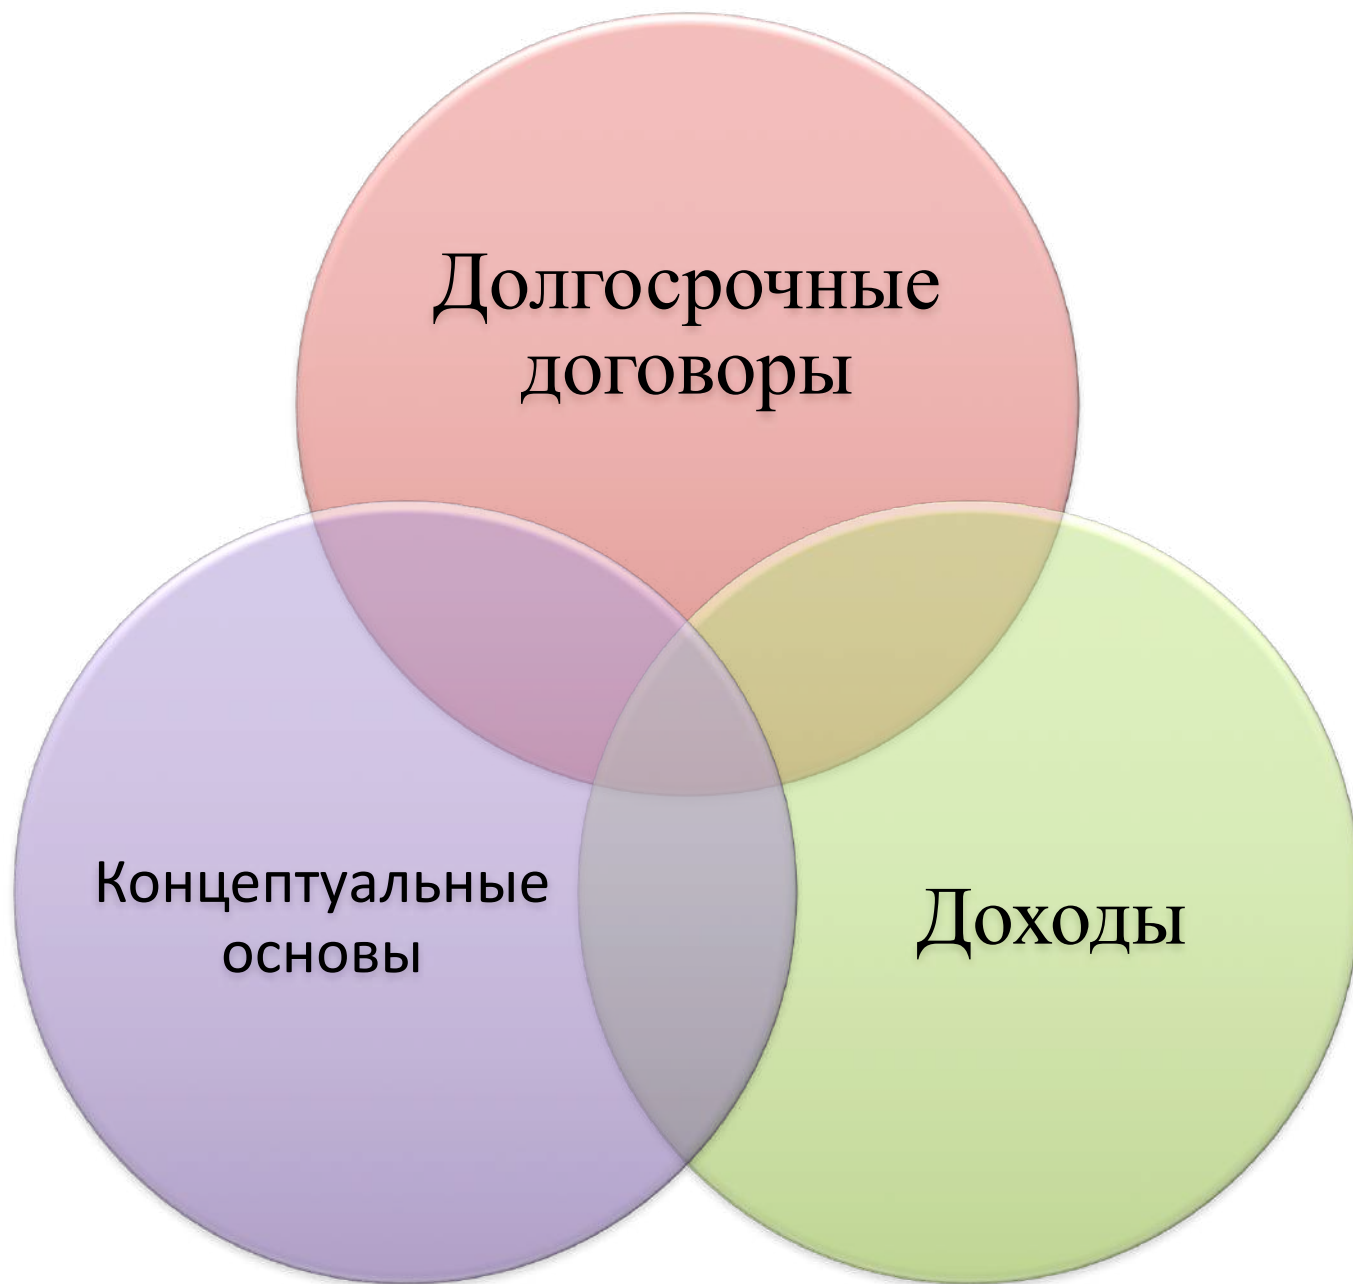 Долгосрочные
договоры
Концептуальные
основы
Доходы